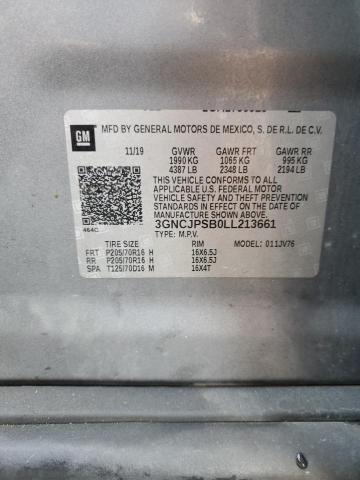 GM
MFD BY GENERAL MOTORS DE MEXICO, S. DE R.L. DE C.V.
11/19 GVWR GAWR FRT GAWR RR
1990 KG 1065 KG 995 KG
4387 LB 2348 LB 2194 LB
THIS VEHICLE CONFORMS TO ALL
APPLICABLE U.S. FEDERAL MOTOR
VEHICLE SAFETY AND THEFT
PREVENTION STANDARDS IN EFFECT
ON THE DATE OF MANUFACTURE
SHOWN ABOVE.
3GNCJPSB0LL213661
464C TYPE: M.P.V.
TIRE SIZE RIM MODEL: 011JV76
FRT P205/70R16 H 16X6.5J
RR P205/70R16 H 16X6.5J
SPA T125/70D16 M 16X4T